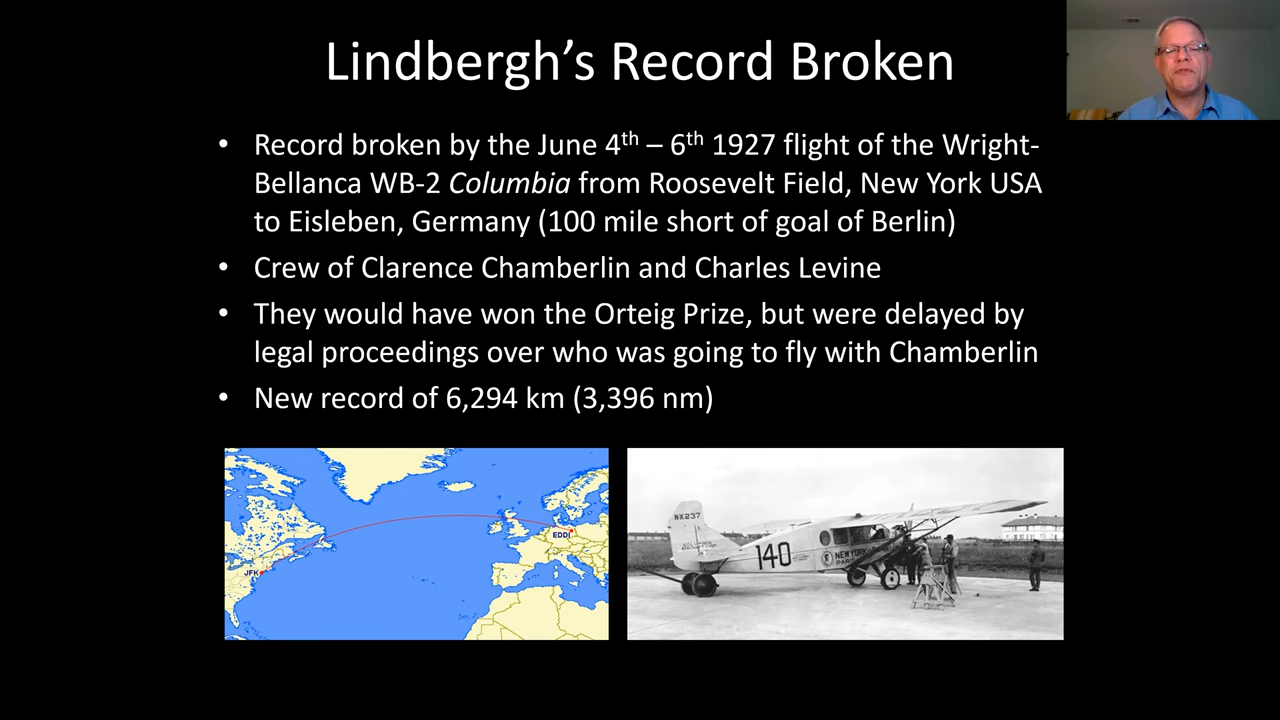 Lindbergh's Record Broken
• Record broken by the June 4th – 6th 1927 flight of the Wright-
Bellanca WB-2 Columbia from Roosevelt Field, New York USA
to Eisleben, Germany (100 mile short of goal of Berlin)
• Crew of Clarence Chamberlin and Charles Levine
• They would have won the Orteig Prize, but were delayed by
legal proceedings over who was going to fly with Chamberlin
• New record of 6,294 km (3,396 nm)
EDDI
JFK
NX237
140
NEW YORK
PARIS